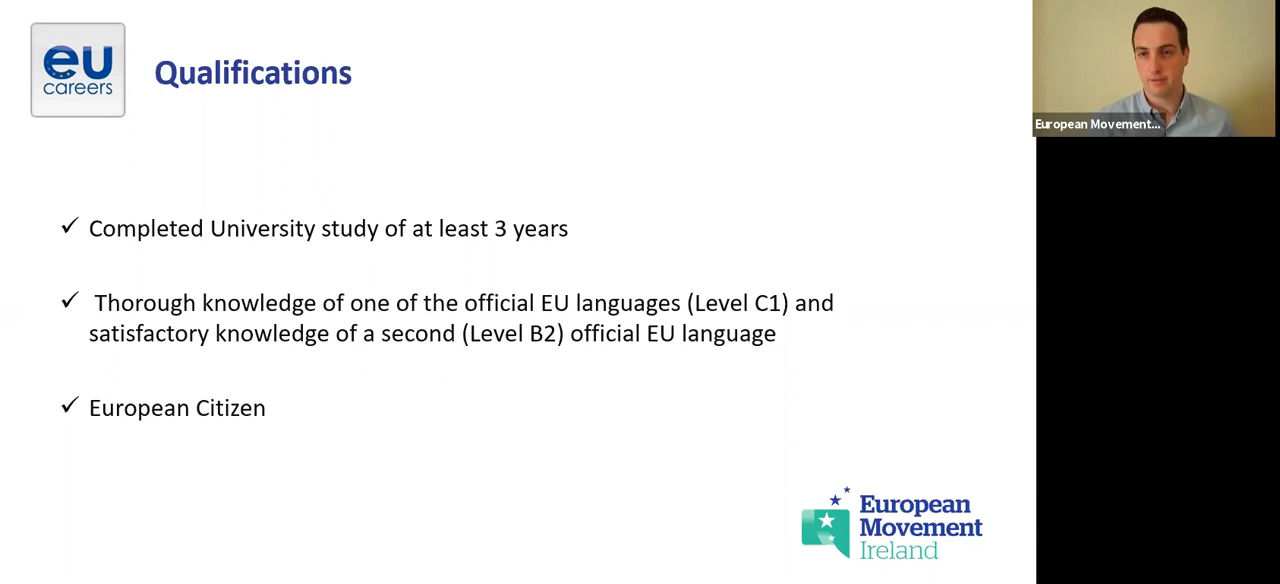 eu
careers
Qualifications
European Movement...
✓ Completed University study of at least 3 years
✓ Thorough knowledge of one of the official EU languages (Level C1) and
satisfactory knowledge of a second (Level B2) official EU language
✓ European Citizen
European
Movement
Ireland